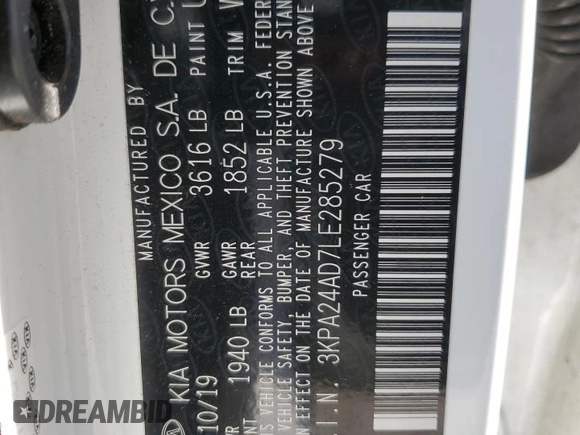 MANUFACTURED BY
KIA MOTORS MEXICO S.A. DE C.
10/19 GVWR 3616 LB PAINT
1940 LB GAWR REAR 1852 LB TRIM
VEHICLE CONFORMS TO ALL APPLICABLE U.S.A. FEDER
VEHICLE SAFETY, BUMPER, AND THEFT PREVENTION STAN
IN EFFECT ON THE DATE OF MANUFACTURE SHOWN ABOVE
V.I.N. 3KPA24AD7LE285279
PASSENGER CAR
DREAMBID